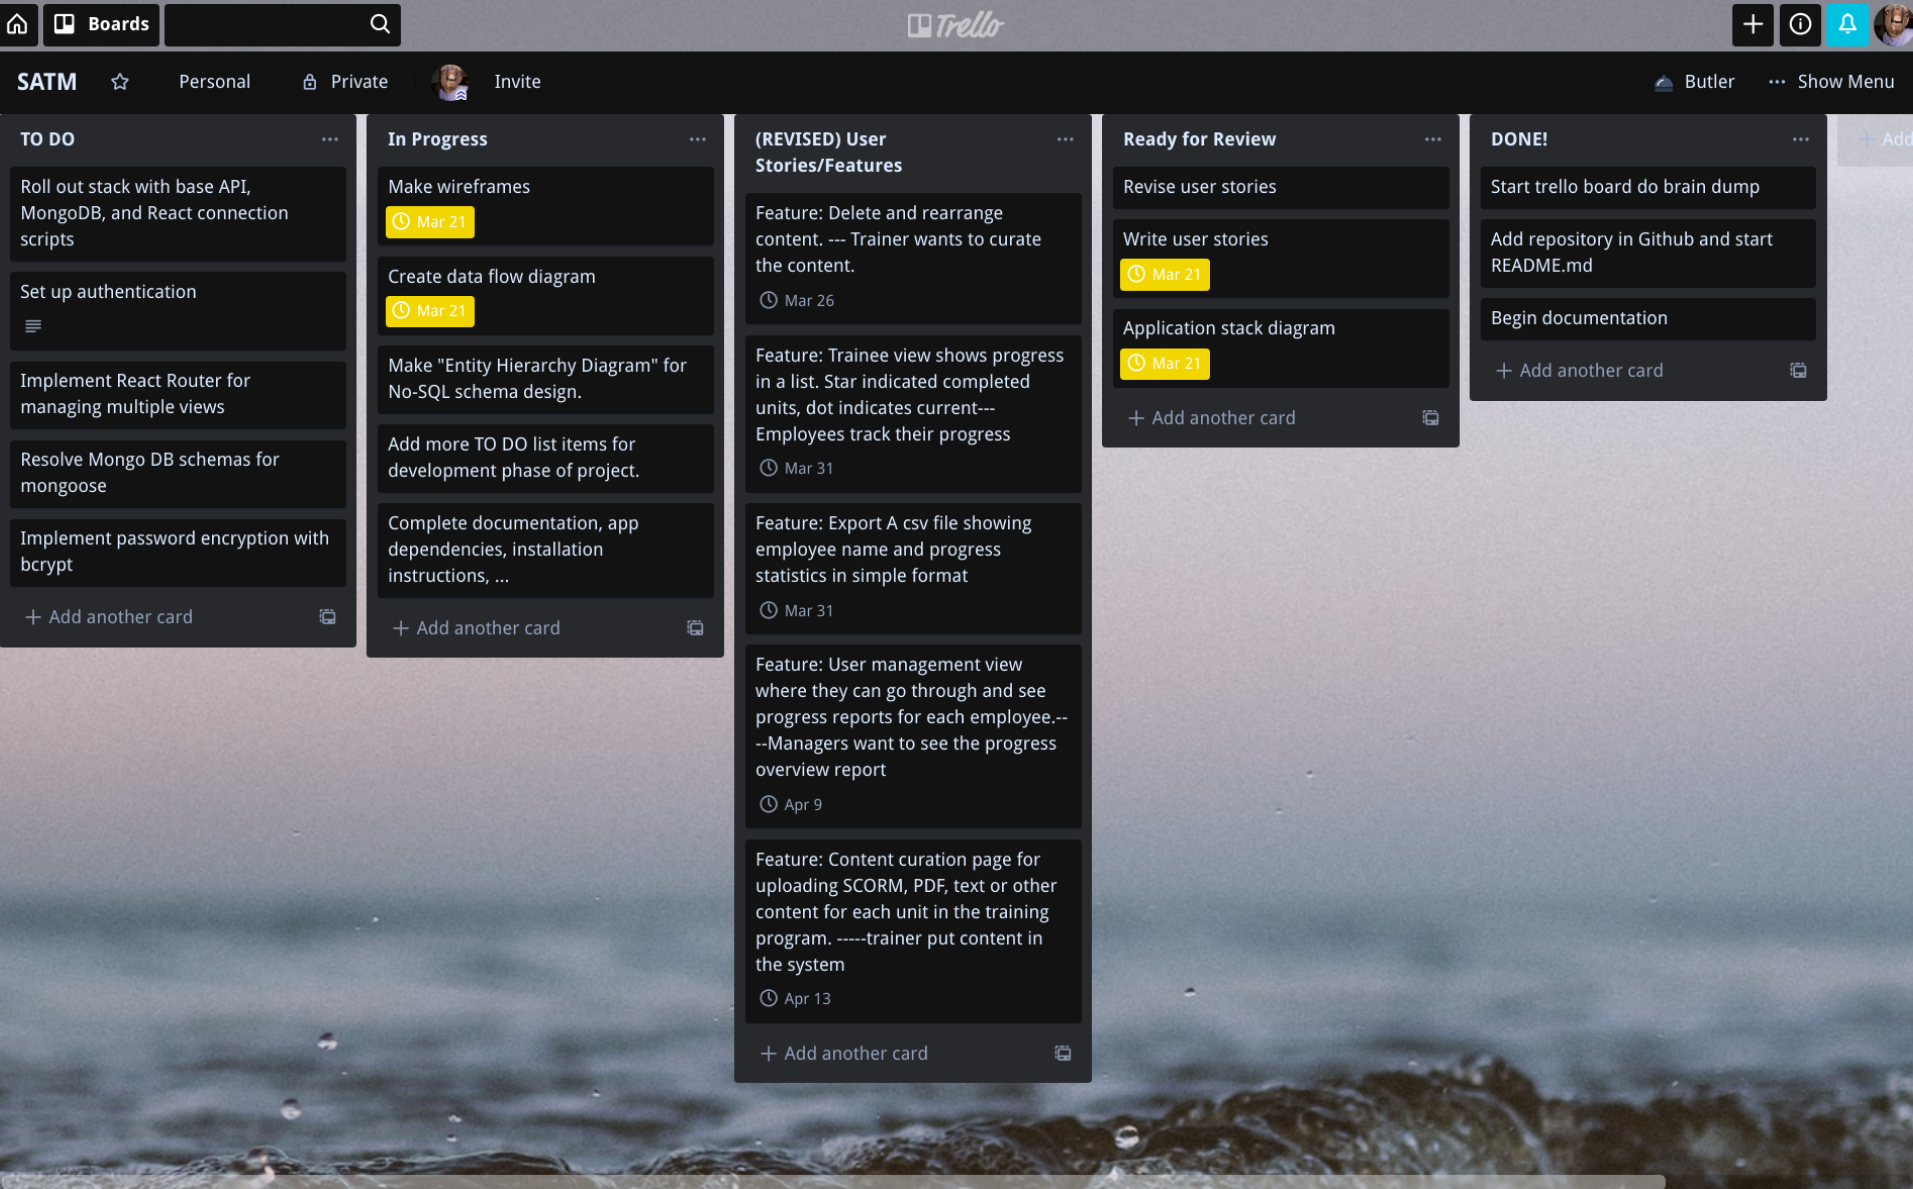 Boards
Trello
SATM
Personal
Private
Invite
Butler
... Show Menu
TO DO
...
Roll out stack with base API,
MongoDB, and React connection
scripts
Set up authentication
Implement React Router for
managing multiple views
Resolve Mongo DB schemas for
mongoose
Implement password encryption with
bcrypt
+ Add another card
In Progress
...
Make wireframes
Mar 21
Create data flow diagram
Mar 21
Make "Entity Hierarchy Diagram" for
No-SQL schema design.
Add more TO DO list items for
development phase of project.
Complete documentation, app
dependencies, installation
instructions, ...
+ Add another card
(REVISED) User
Stories/Features
...
Feature: Delete and rearrange
content. --- Trainer wants to curate
the content.
Mar 26
Feature: Trainee view shows progress
in a list. Star indicated completed
units, dot indicates current---
Employees track their progress
Mar 31
Feature: Export A csv file showing
employee name and progress
statistics in simple format
Mar 31
Feature: User management view
where they can go through and see
progress reports for each employee.--
--Managers want to see the progress
overview report
Apr 9
Feature: Content curation page for
uploading SCORM, PDF, text or other
content for each unit in the training
program. -----trainer put content in
the system
Apr 13
+ Add another card
Ready for Review
...
Revise user stories
Write user stories
Mar 21
Application stack diagram
Mar 21
+ Add another card
DONE!
...
Start trello board do brain dump
Add repository in Github and start
README.md
Begin documentation
+ Add another card
+ Add